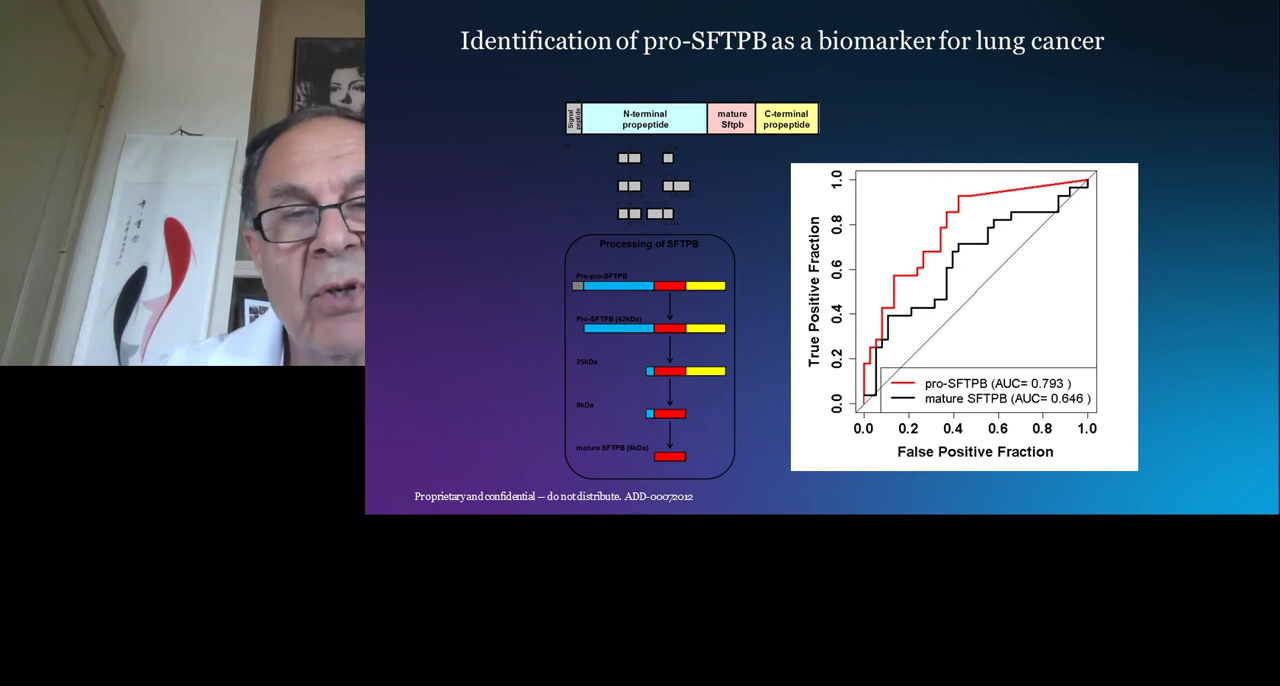 Identification of pro-SFTPB as a biomarker for lung cancer
Signal
peptide
N-terminal
propeptide
mature
Sftpb
C-terminal
propeptide
Processing of SFTPB
Pre-pro-SFTPB
Pro-SFTPB (42kDa)
25kDa
9kDa
mature SFTPB (8kDa)
True Positive Fraction
1.0
0.8
0.6
0.4
0.2
0.0
pro-SFTPB (AUC= 0.793 )
mature SFTPB (AUC= 0.646 )
0.0 0.2 0.4 0.6 0.8 1.0
False Positive Fraction
Proprietary and confidential — do not distribute. ADD-00072012